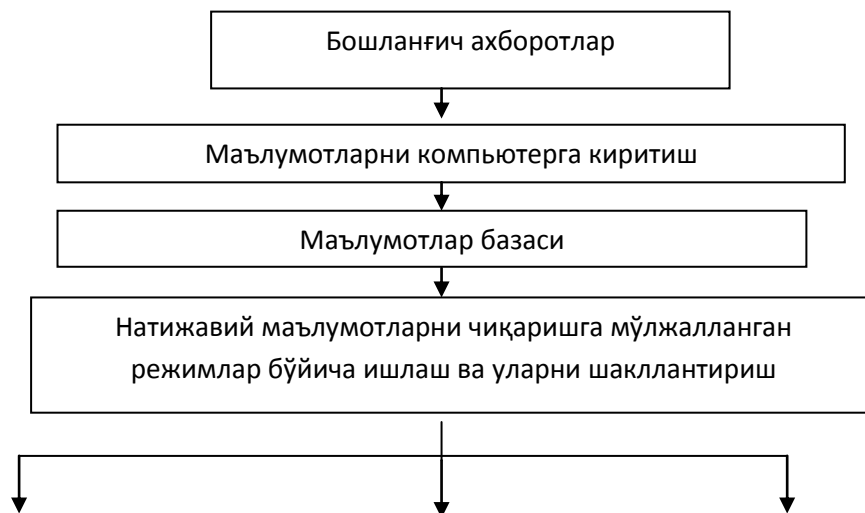 Бошланғич ахборотлар
Маълумотларни компьютерга киритиш
Маълумотлар базаси
Натижавий маълумотларни чиқаришга мўлжалланган
режимлар бўйича ишлаш ва уларни шакллантириш